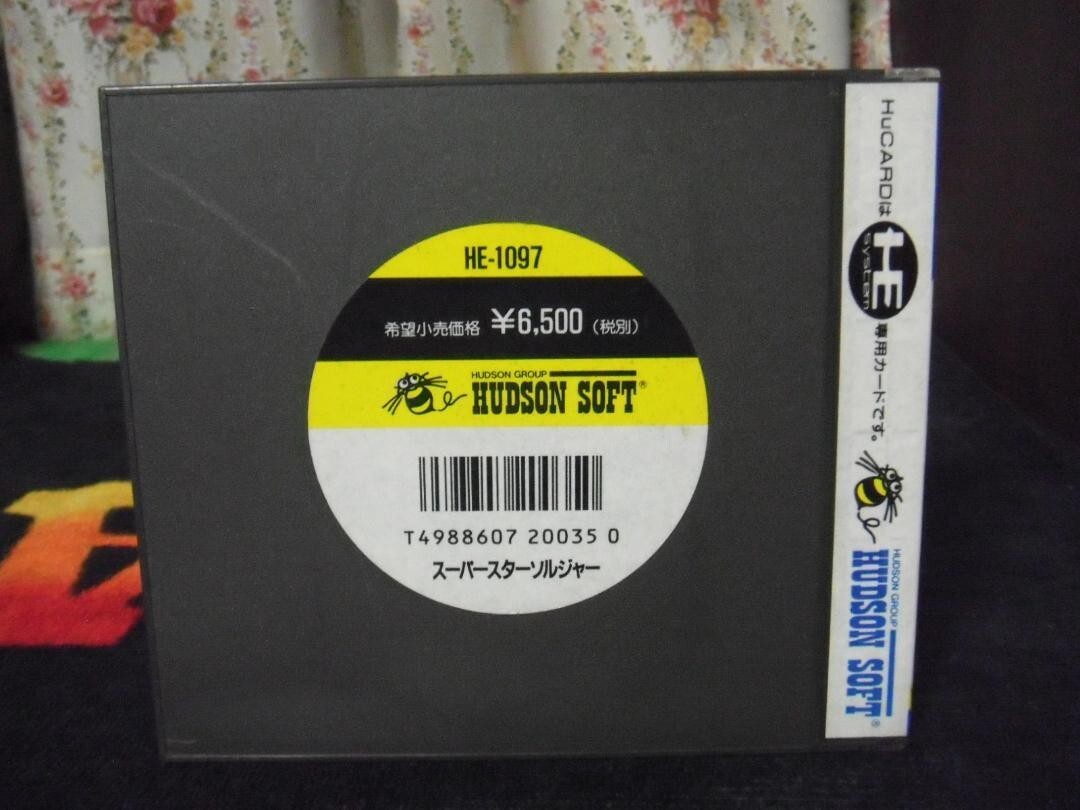 HE-1097
希望小売価格 ¥6,500 (税別)
HUDSON GROUP
HUDSON SOFT®
T4988607 20035 0
スーパースターソルジャー
HuCARDは HE system 専用カードです。
HUDSON GROUP
HUDSON SOFT®